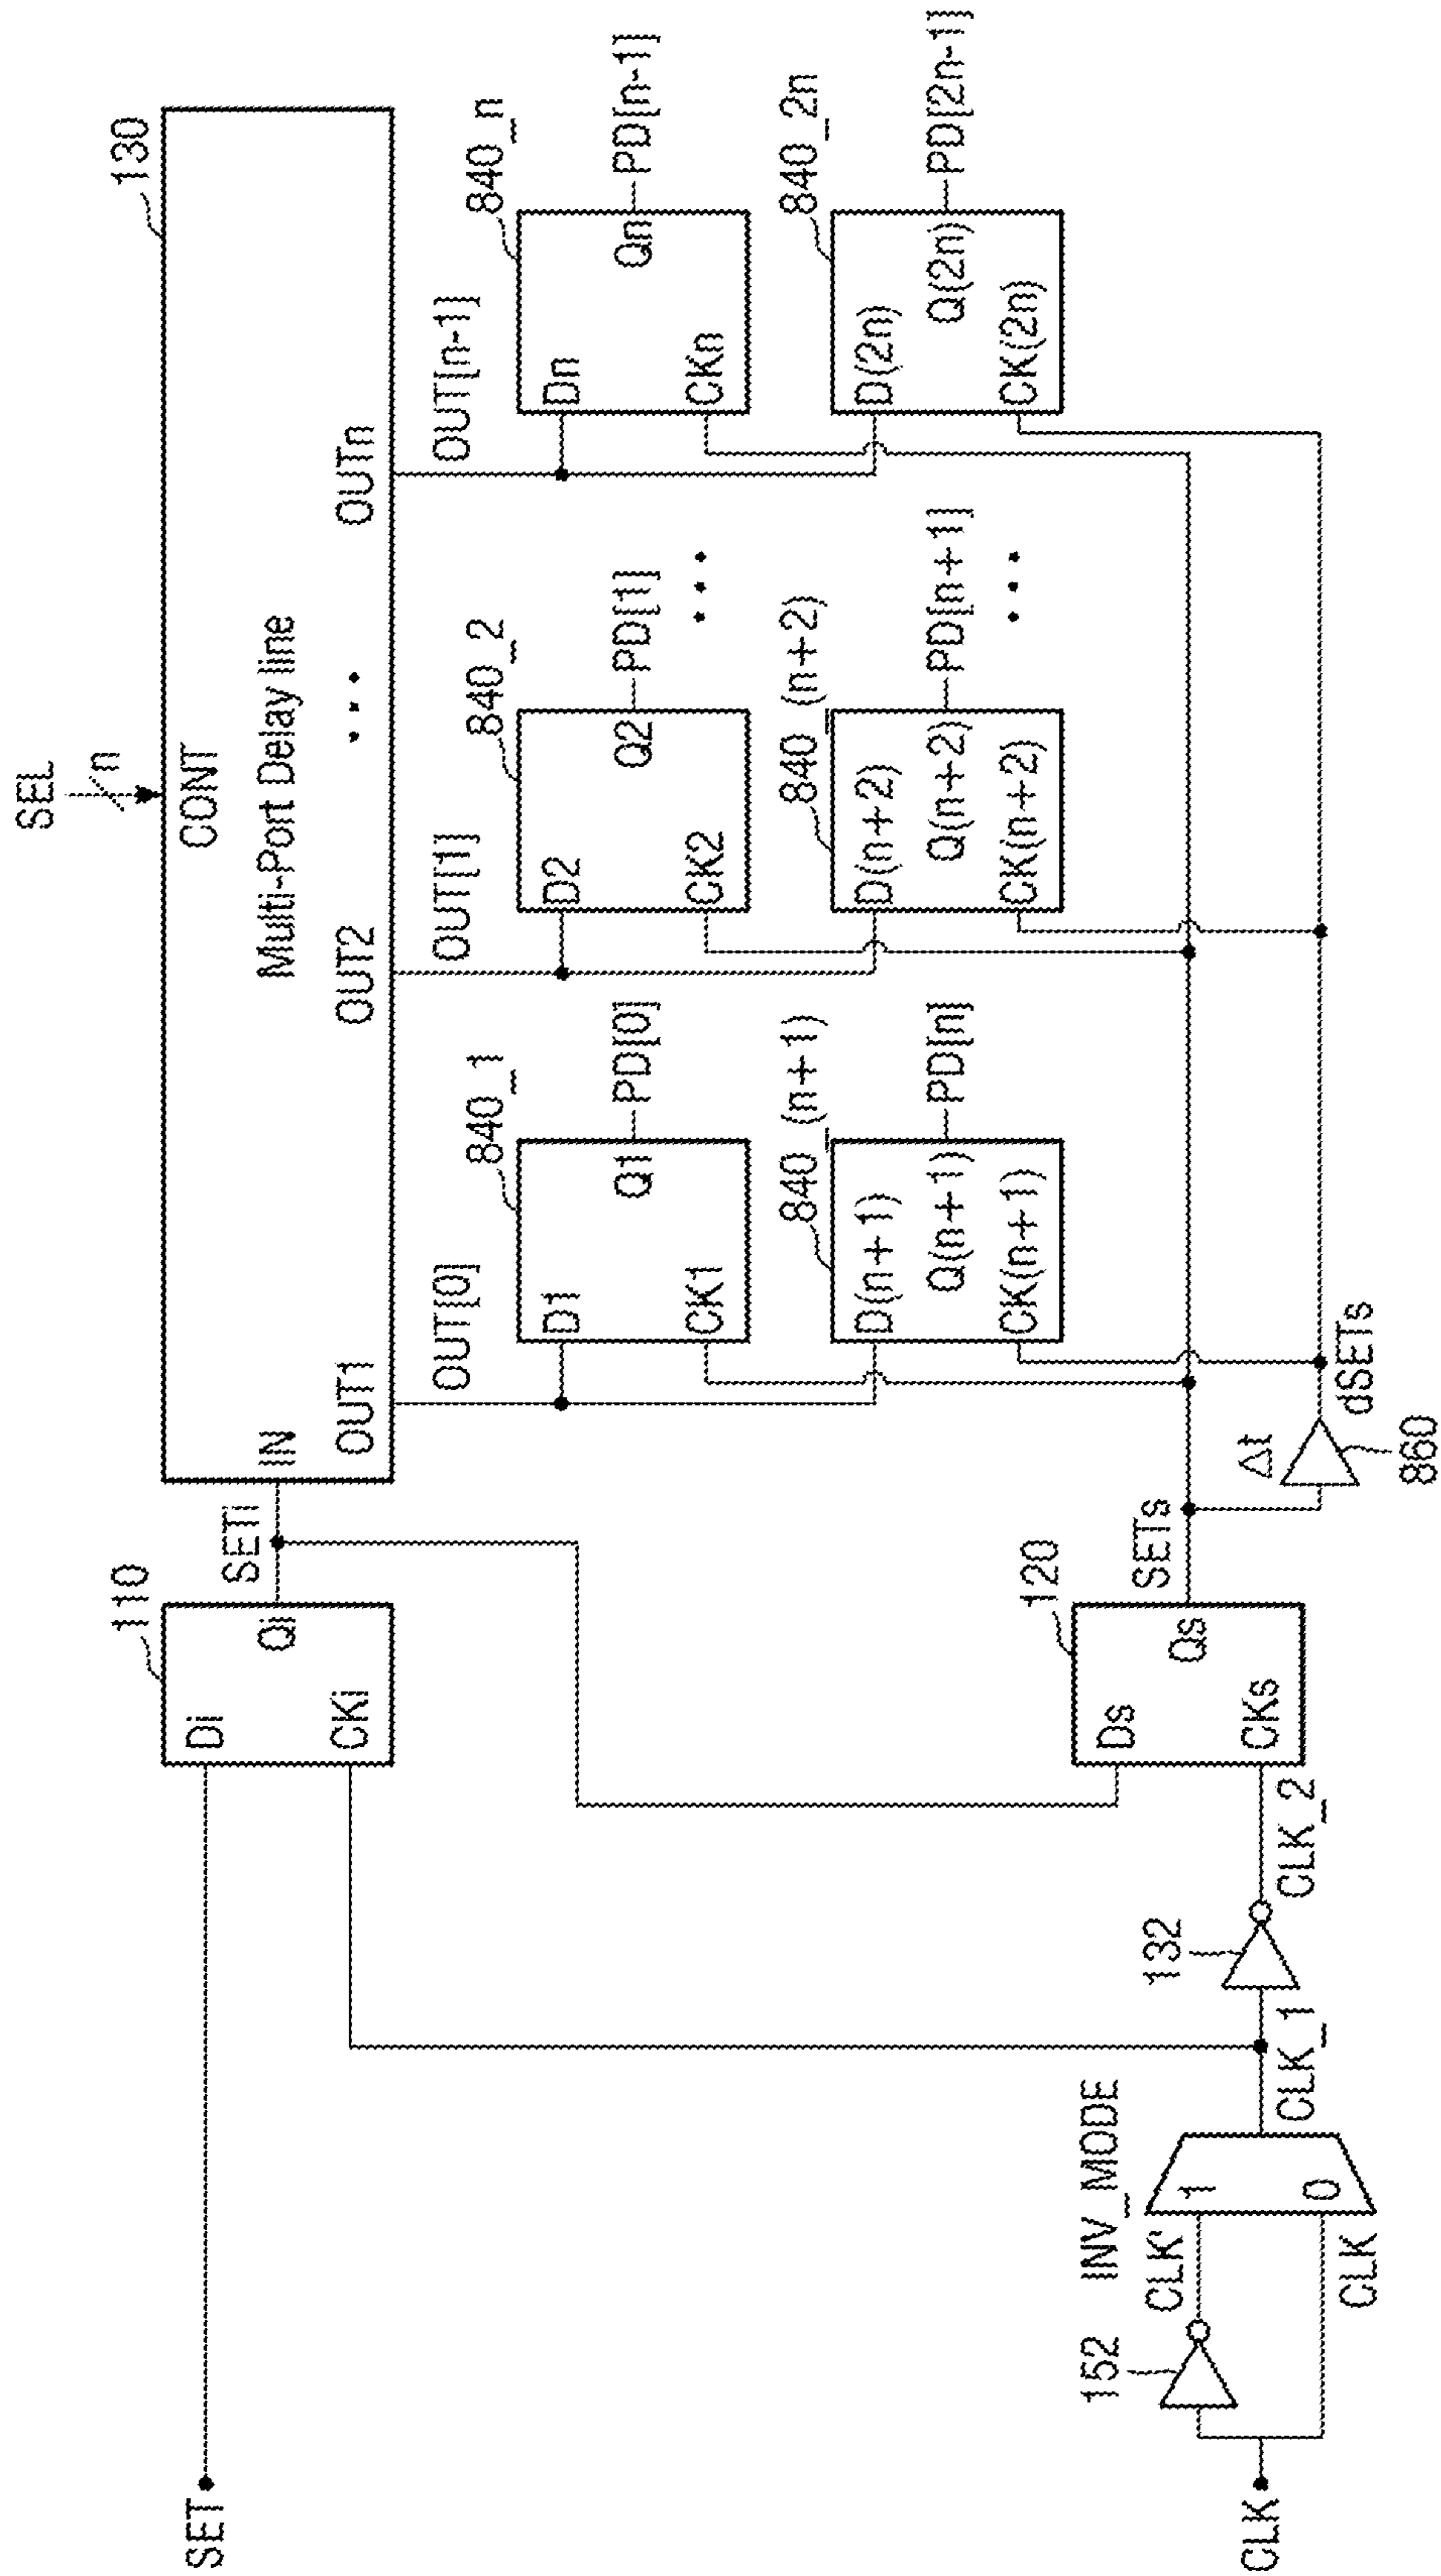 SEL
n
130
CONT
Multi-Port Delay line
IN
OUT1
OUT2
OUTn
SET
110
Di
Qi
CKi
SETi
OUT[0]
OUT[1]
OUT[n-1]
840_1
D1
Q1
CK1
PD[0]
840_2
D2
Q2
CK2
PD[1]
840_n
Dn
Qn
CKn
PD[n-1]
840_(n+1)
D(n+1)
Q(n+1)
CK(n+1)
PD[n]
840_(n+2)
D(n+2)
Q(n+2)
CK(n+2)
PD[n+1]
840_2n
D(2n)
Q(2n)
CK(2n)
PD[2n-1]
120
Ds
Qs
CKs
SETs
Δt
dSETs
860
INV_MODE
152
CLK'
1
0
CLK
CLK
CLK_1
132
CLK_2